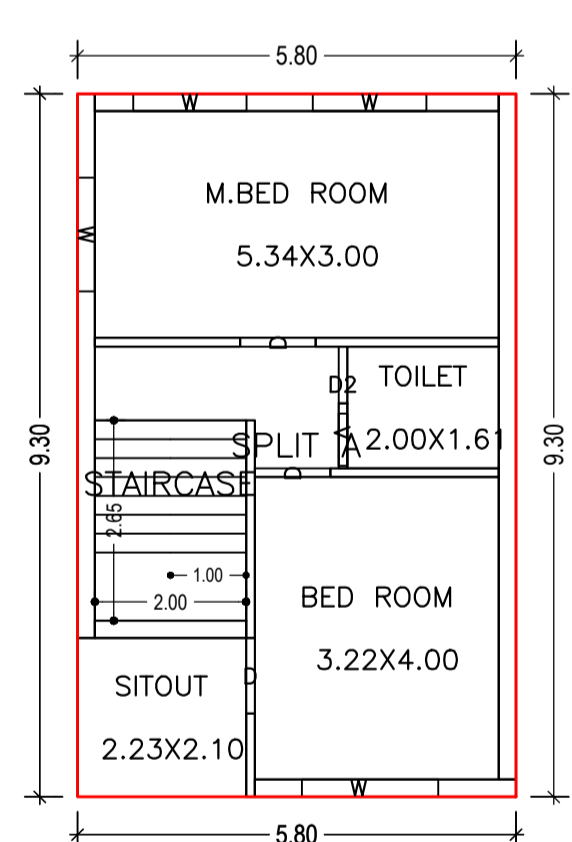 5.80
W W
M.BED ROOM
5.34X3.00
W
D
TOILET
D2
2.00X1.61
SPLIT A
V
9.30
9.30
STAIRCASE
D
2.65
1.00
2.00
BED ROOM
3.22X4.00
D
SITOUT
2.23X2.10
W
5.80